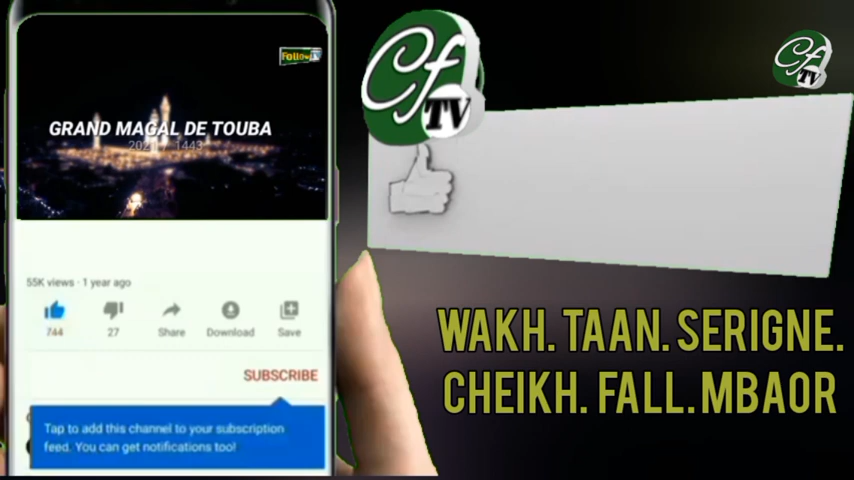 Follow
GRAND MAGAL DE TOUBA
1443
55K views · 1 year ago
744
27
Share
Download
Save
SUBSCRIBE
Tap to add this channel to your subscription
feed. You can get notifications too!
Cf
TV
Cf
TV
WAKH. TAAN. SERIGNE.
CHEIKH. FALL. MBAOR